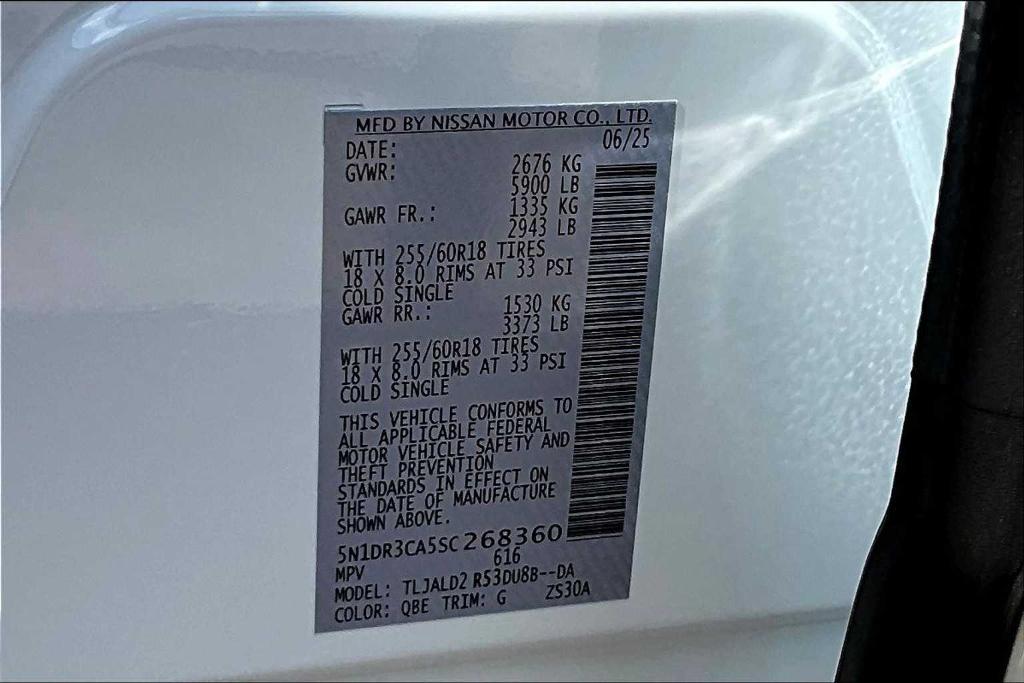 MFD BY NISSAN MOTOR CO., LTD.
DATE: 06/25
GVWR: 2676 KG
5900 LB
GAWR FR.: 1335 KG
2943 LB
WITH 255/60R18 TIRES
18 X 8.0 RIMS AT 33 PSI
COLD SINGLE
GAWR RR.: 1530 KG
3373 LB
WITH 255/60R18 TIRES
18 X 8.0 RIMS AT 33 PSI
COLD SINGLE
THIS VEHICLE CONFORMS TO
ALL APPLICABLE FEDERAL
MOTOR VEHICLE SAFETY AND
THEFT PREVENTION
STANDARDS IN EFFECT ON
THE DATE OF MANUFACTURE
SHOWN ABOVE.
5N1DR3CA5SC268360
MPV 616
MODEL: TLJALD2 R53DU8B--DA
COLOR: QBE TRIM: G ZS30A